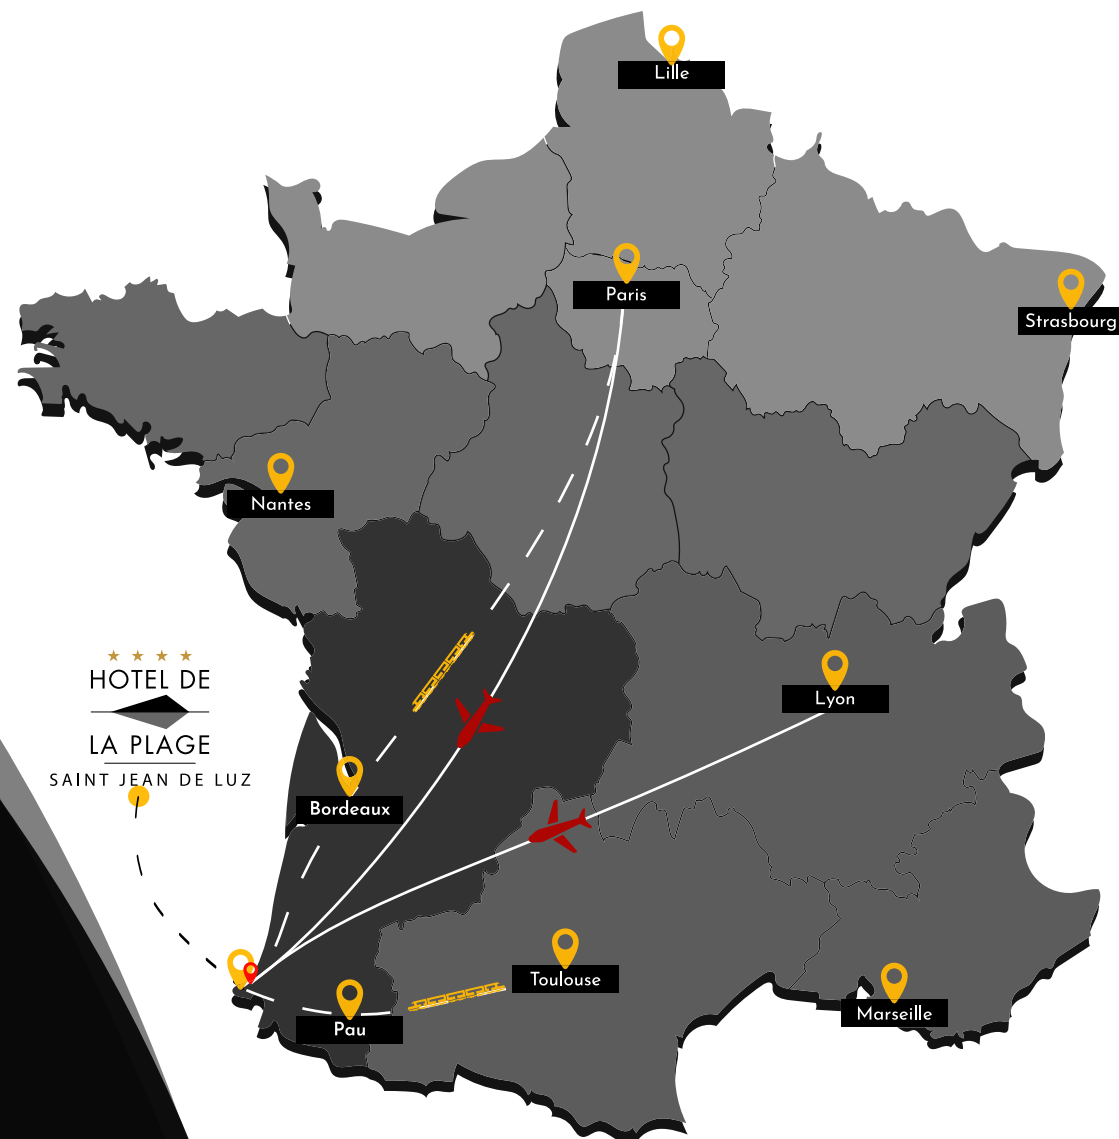 Lille
Paris
Strasbourg
Nantes
HOTEL DE
LA PLAGE
SAINT JEAN DE LUZ
Lyon
Bordeaux
Toulouse
Marseille
Pau